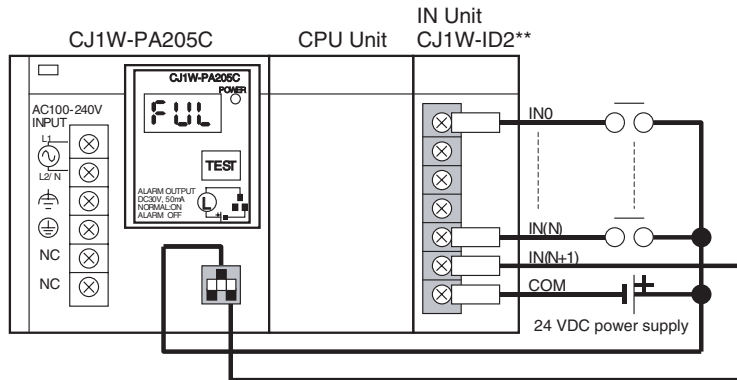 IN Unit
CJ1W-PA205C CPU Unit CJ1W-ID2**
CJ1W-PA205C
POWER
AC100-240V
INPUT
FUL
L1
L2/ N
TEST
ALARM OUTPUT
DC30V, 50mA
NORMAL:ON
ALARM OFF
L
NC
NC
IN0
IN(N)
IN(N+1)
COM
24 VDC power supply